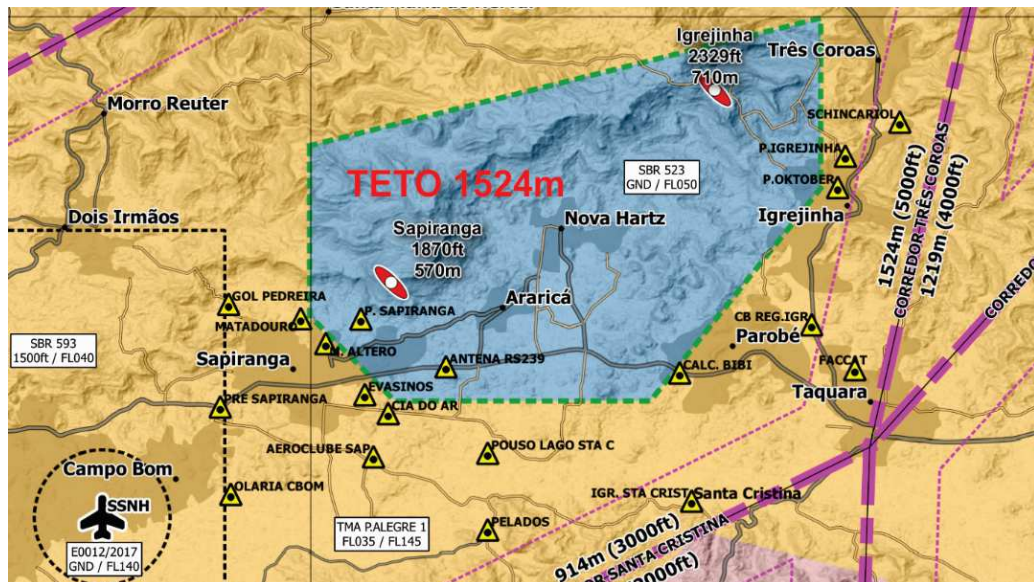 Igrejinha
2329ft
710m
Três Coroas
Morro Reuter
SCHINCARIOL
P.IGREJINHA
SBR 523
GND / FL050
TETO 1524m
P.OKTOBER
Igrejinha
Dois Irmãos
Nova Hartz
Sapiranga
1870ft
570m
1524m (5000ft)
CORREDOR TRÊS COROAS
1219m (4000ft)
GOL PEDREIRA
Araricá
P. SAPIRANGA
MATADOURO
CB REG.IGR
CORREDO
SBR 593
1500ft / FL040
Parobé
M. ALTERO
Sapiranga
ANTENA RS239
CALC. BIBI
FACCAT
Taquara
EVASINOS
PRE SAPIRANGA
CIA DO AR
AEROCLUBE SAP
POUSO LAGO STA C
Campo Bom
OLARIA CBOM
IGR. STA CRIST
Santa Cristina
SSNH
TMA P.ALEGRE 1
FL035 / FL145
PELADOS
914m (3000ft)
OR SANTA CRISTINA
E0012/2017
GND / FL140